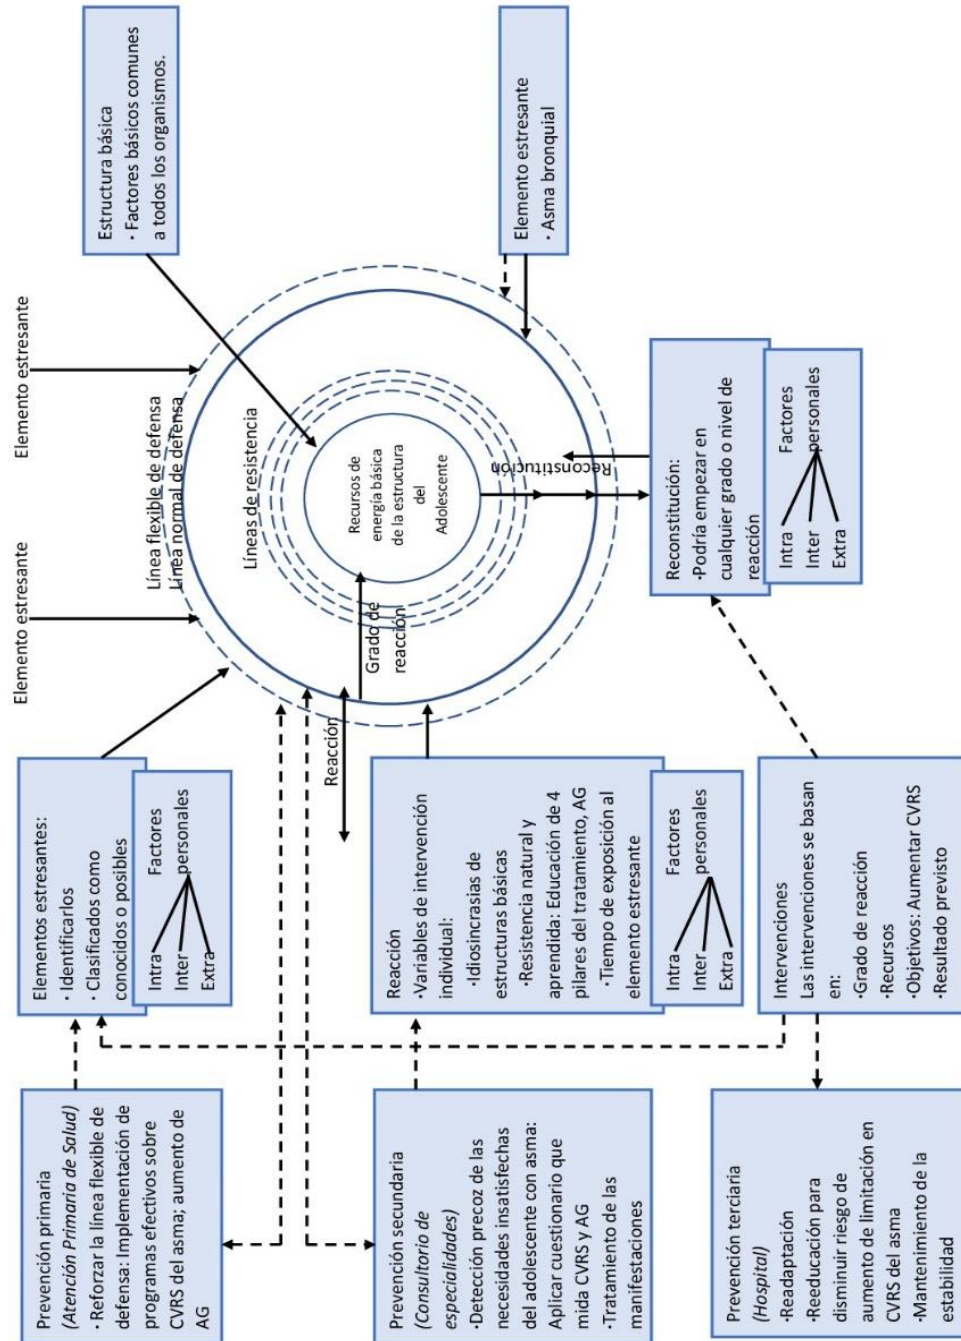 Prevención primaria
(Atención Primaria de Salud)
· Reforzar la línea flexible de
defensa: Implementación de
programas efectivos sobre
CVRS del asma; aumento de
AG
Prevención secundaria
(Consultorio de
especialidades)
·Detección precoz de las
necesidades insatisfechas
del adolescente con asma:
Aplicar cuestionario que
mida CVRS y AG
·Tratamiento de las
manifestaciones
Prevención terciaria
(Hospital)
·Readaptación
·Reeducación para
disminuir riesgo de
aumento de limitación en
CVRS del asma
·Mantenimiento de la
estabilidad
Elementos estresantes:
· Identificarlos
· Clasificados como
conocidos o posibles
Intra
Inter
Extra
Factores
personales
Reacción
·Variables de intervención
individual:
·Idiosincrasias de
estructuras básicas
·Resistencia natural y
aprendida: Educación de 4
pilares del tratamiento, AG
·Tiempo de exposición al
elemento estresante
Intra
Inter
Extra
Factores
personales
Intervenciones
Las intervenciones se basan
en:
·Grado de reacción
·Recursos
·Objetivos: Aumentar CVRS
·Resultado previsto
Elemento estresante
Elemento estresante
Línea flexible de defensa
Línea normal de defensa
Líneas de resistencia
Recursos de
energía básica
de la estructura
del
Adolescente
Reacción
Grado de
reacción
Reconstitución
Reconstitución:
·Podría empezar en
cualquier grado o nivel de
reacción
Intra
Inter
Extra
Factores
personales
Estructura básica
· Factores básicos comunes
a todos los organismos.
Elemento estresante
· Asma bronquial